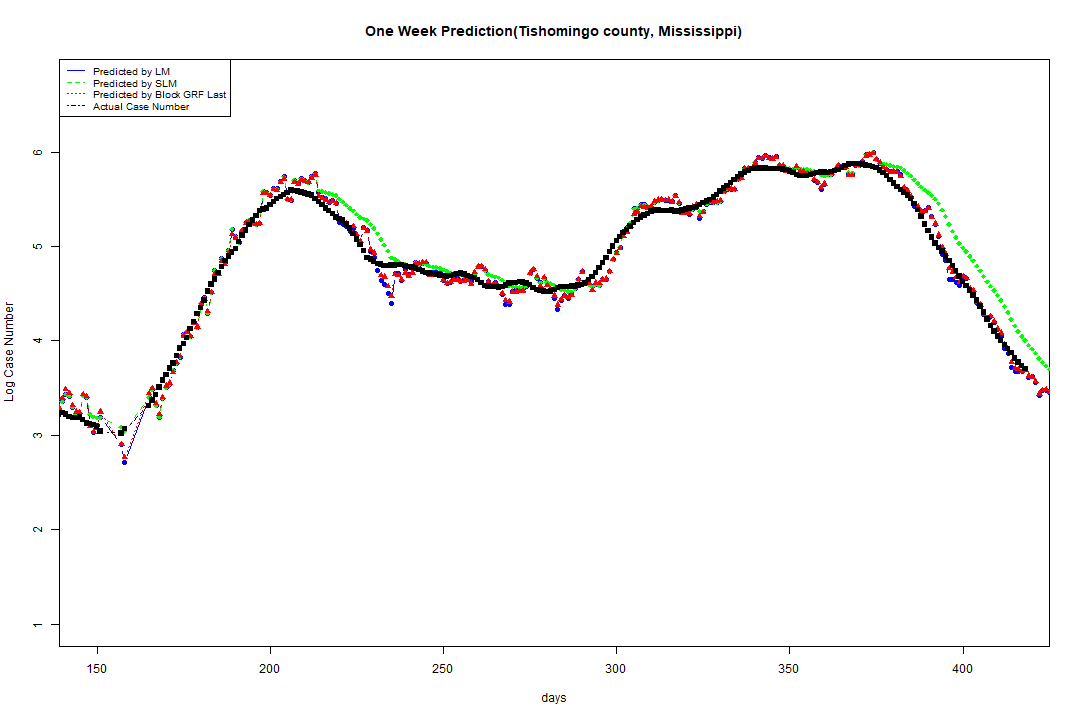 One Week Prediction(Tishomingo county, Mississippi)
Predicted by LM
Predicted by SLM
Predicted by Block GRF Last
Actual Case Number
Log Case Number
6
5
4
3
2
1
150 200 250 300 350 400
days